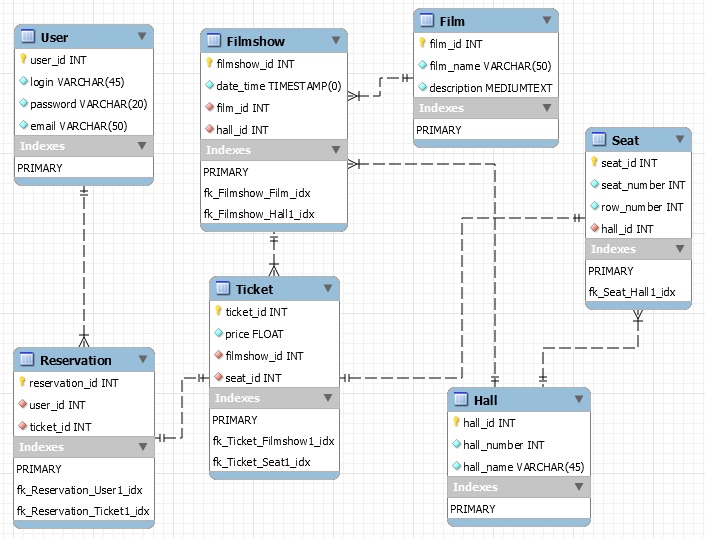 User
user_id INT
login VARCHAR(45)
password VARCHAR(20)
email VARCHAR(50)
Indexes
PRIMARY
Filmshow
filmshow_id INT
date_time TIMESTAMP(0)
film_id INT
hall_id INT
Indexes
PRIMARY
fk_Filmshow_Film_idx
fk_Filmshow_Hall1_idx
Film
film_id INT
film_name VARCHAR(50)
description MEDIUMTEXT
Indexes
PRIMARY
Seat
seat_id INT
seat_number INT
row_number INT
hall_id INT
Indexes
PRIMARY
fk_Seat_Hall1_idx
Ticket
ticket_id INT
price FLOAT
filmshow_id INT
seat_id INT
Indexes
PRIMARY
fk_Ticket_Filmshow1_idx
fk_Ticket_Seat1_idx
Reservation
reservation_id INT
user_id INT
ticket_id INT
Indexes
PRIMARY
fk_Reservation_User1_idx
fk_Reservation_Ticket1_idx
Hall
hall_id INT
hall_number INT
hall_name VARCHAR(45)
Indexes
PRIMARY